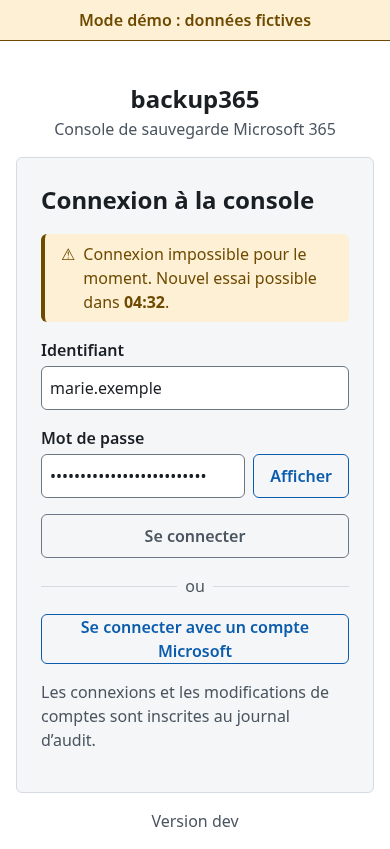 Mode démo : données fictives
backup365
Console de sauvegarde Microsoft 365
Connexion à la console
⚠ Connexion impossible pour le
moment. Nouvel essai possible
dans 04:32.
Identifiant
marie.exemple
Mot de passe
••••••••••••••••••••••••••
Afficher
Se connecter
ou
Se connecter avec un compte
Microsoft
Les connexions et les modifications de
comptes sont inscrites au journal
d’audit.
Version dev